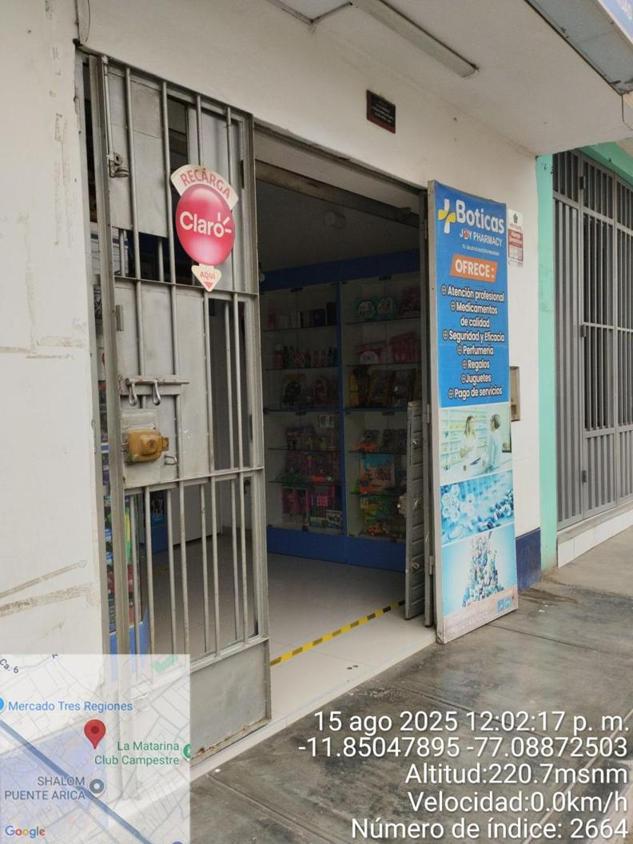 RECARGA
Claro
AQUÍ
Boticas
JOY PHARMACY
OFRECE:
Atención profesional
Medicamentos
de calidad
Seguridad y Eficacia
Perfumería
Regalos
Juguetes
Pago de servicios
Ca. 6
Mercado Tres Regiones
La Matarina
Club Campestre
SHALOM
PUENTE ARICA
Google
15 ago 2025 12:02:17 p. m.
-11.85047895 -77.08872503
Altitud:220.7msnm
Velocidad:0.0km/h
Número de índice: 2664